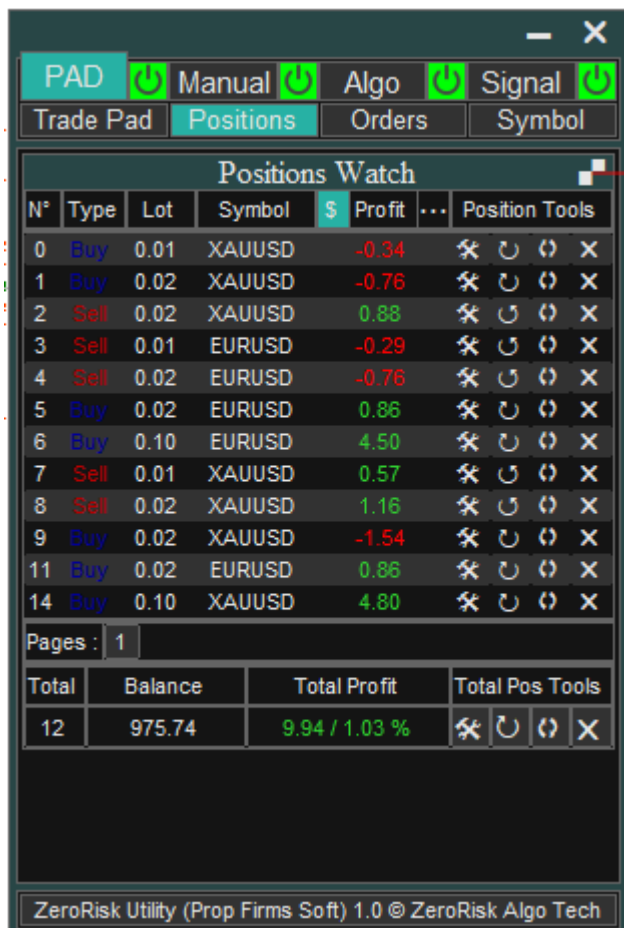 PAD Manual Algo Signal
Trade Pad Positions Orders Symbol
Positions Watch
N° Type Lot Symbol $ Profit ... Position Tools
0 Buy 0.01 XAUUSD -0.34
1 Buy 0.02 XAUUSD -0.76
2 Sell 0.02 XAUUSD 0.88
3 Sell 0.01 EURUSD -0.29
4 Sell 0.02 EURUSD -0.76
5 Buy 0.02 EURUSD 0.86
6 Buy 0.10 EURUSD 4.50
7 Sell 0.01 XAUUSD 0.57
8 Sell 0.02 XAUUSD 1.16
9 Buy 0.02 XAUUSD -1.54
11 Buy 0.02 EURUSD 0.86
14 Buy 0.10 XAUUSD 4.80
Pages : 1
Total Balance Total Profit Total Pos Tools
12 975.74 9.94 / 1.03 %
ZeroRisk Utility (Prop Firms Soft) 1.0 © ZeroRisk Algo Tech